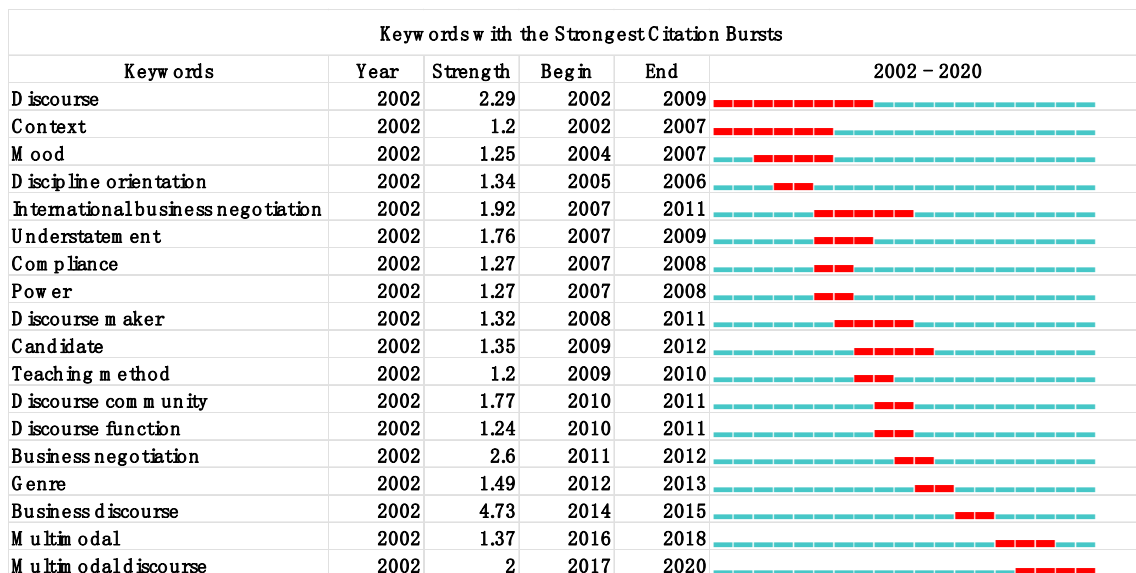 Keywords with the Strongest Citation Bursts
Keywords Year Strength Begin End 2002 - 2020
Discourse 2002 2.29 2002 2009
Context 2002 1.2 2002 2007
Mood 2002 1.25 2004 2007
Discipline orientation 2002 1.34 2005 2006
International business negotiation 2002 1.92 2007 2011
Understatement 2002 1.76 2007 2009
Compliance 2002 1.27 2007 2008
Power 2002 1.27 2007 2008
Discourse maker 2002 1.32 2008 2011
Candidate 2002 1.35 2009 2012
Teaching method 2002 1.2 2009 2010
Discourse community 2002 1.77 2010 2011
Discourse function 2002 1.24 2010 2011
Business negotiation 2002 2.6 2011 2012
Genre 2002 1.49 2012 2013
Business discourse 2002 4.73 2014 2015
Multimodal 2002 1.37 2016 2018
Multimodal discourse 2002 2 2017 2020